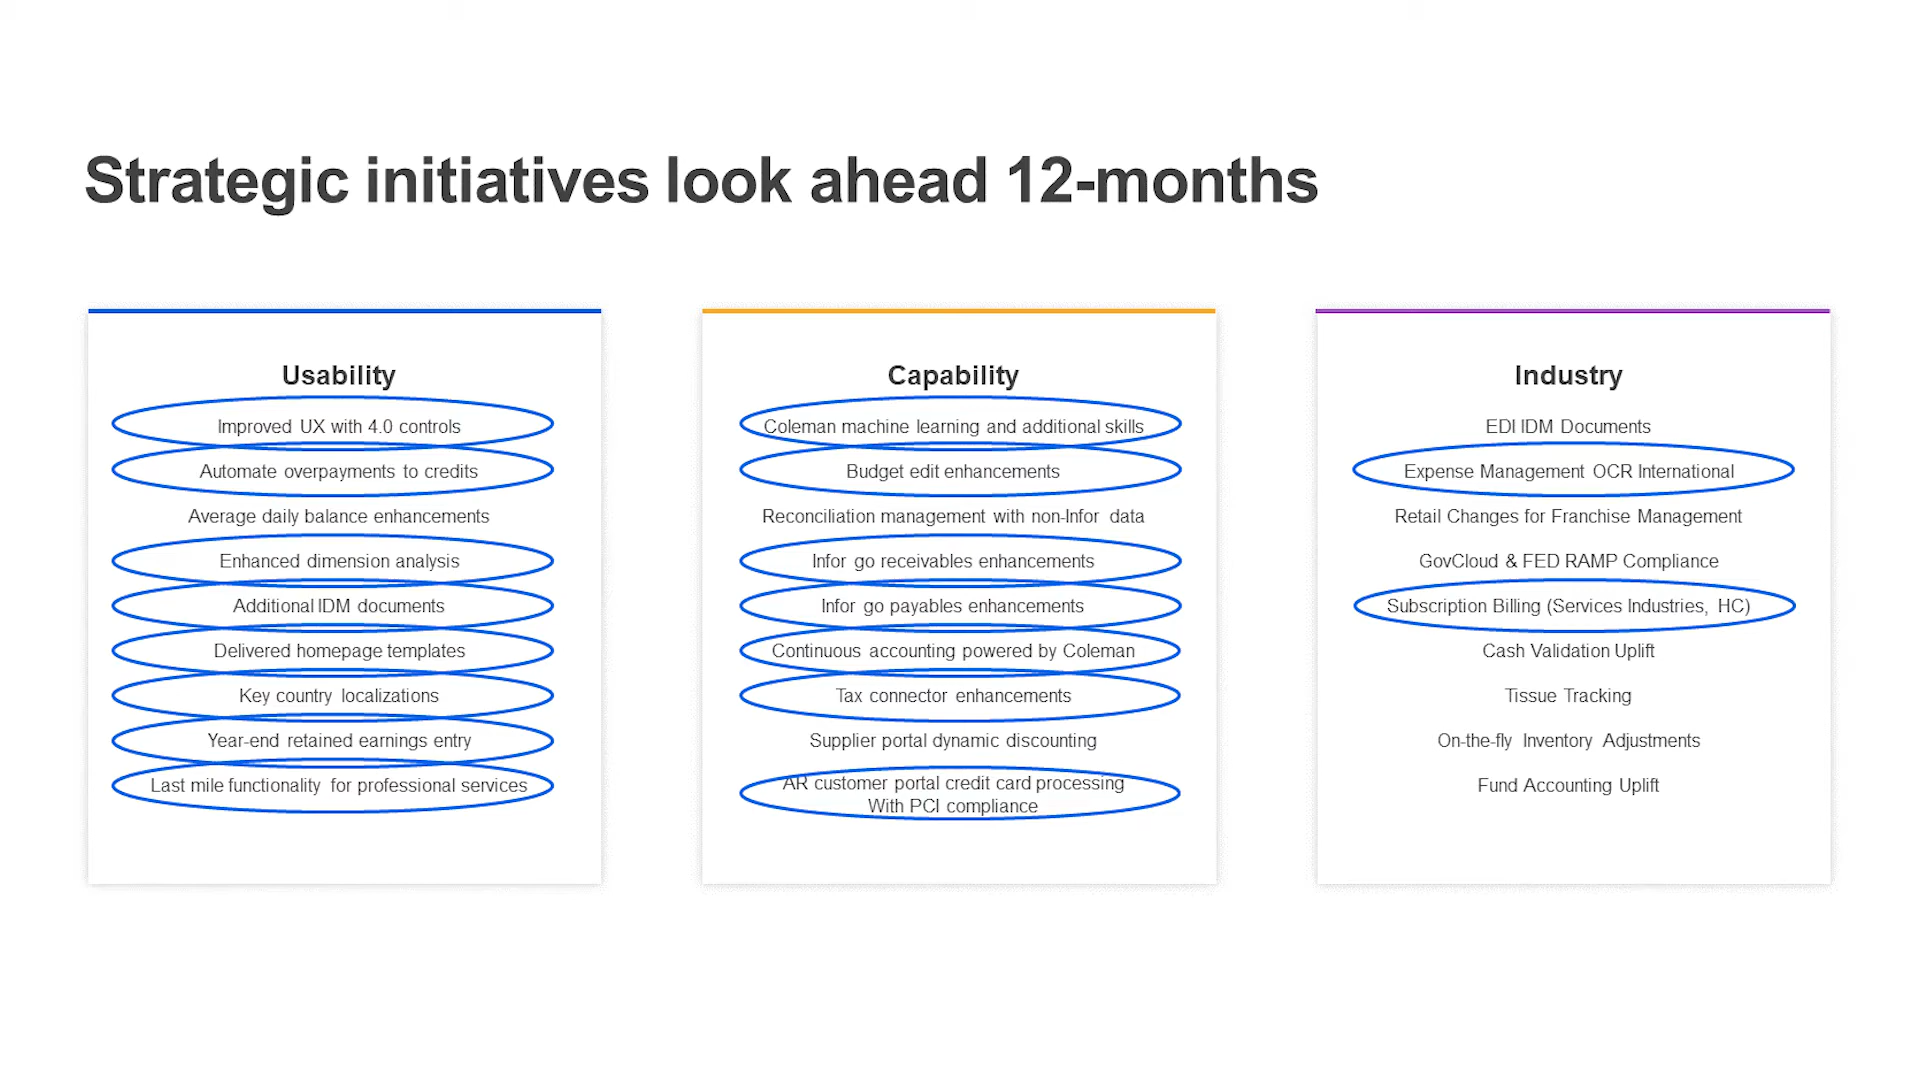 Strategic initiatives look ahead 12-months
Usability
Improved UX with 4.0 controls
Automate overpayments to credits
Average daily balance enhancements
Enhanced dimension analysis
Additional IDM documents
Delivered homepage templates
Key country localizations
Year-end retained earnings entry
Last mile functionality for professional services
Capability
Coleman machine learning and additional skills
Budget edit enhancements
Reconciliation management with non-Infor data
Infor go receivables enhancements
Infor go payables enhancements
Continuous accounting powered by Coleman
Tax connector enhancements
Supplier portal dynamic discounting
AR customer portal credit card processing
With PCI compliance
Industry
EDI IDM Documents
Expense Management OCR International
Retail Changes for Franchise Management
GovCloud & FED RAMP Compliance
Subscription Billing (Services Industries, HC)
Cash Validation Uplift
Tissue Tracking
On-the-fly Inventory Adjustments
Fund Accounting Uplift